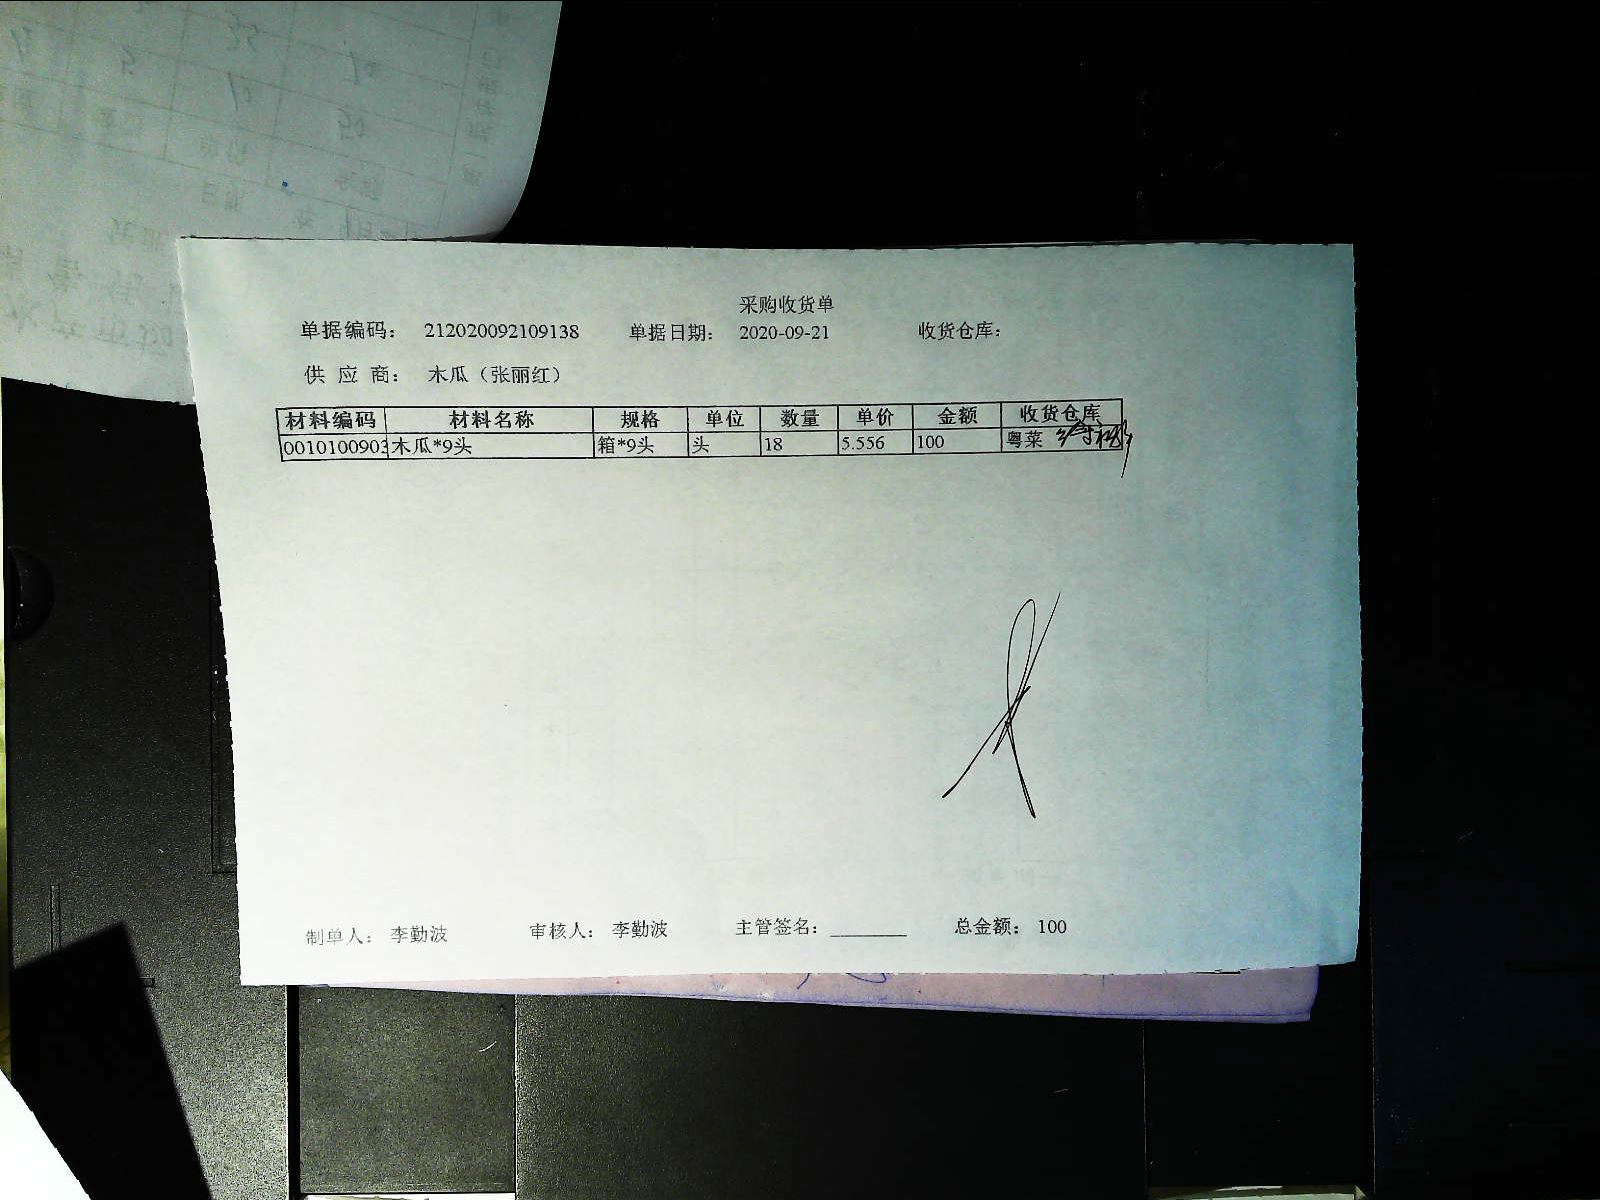 采购收货单
单据编码： 212020092109138 单据日期： 2020-09-21 收货仓库：
供 应 商： 木瓜（张丽红）
材料编码 材料名称 规格 单位 数量 单价 金额 收货仓库
0010100903 木瓜*9头 箱*9头 头 18 5.556 100 粤菜
制单人： 李勤波 审核人： 李勤波 主管签名：________ 总金额： 100